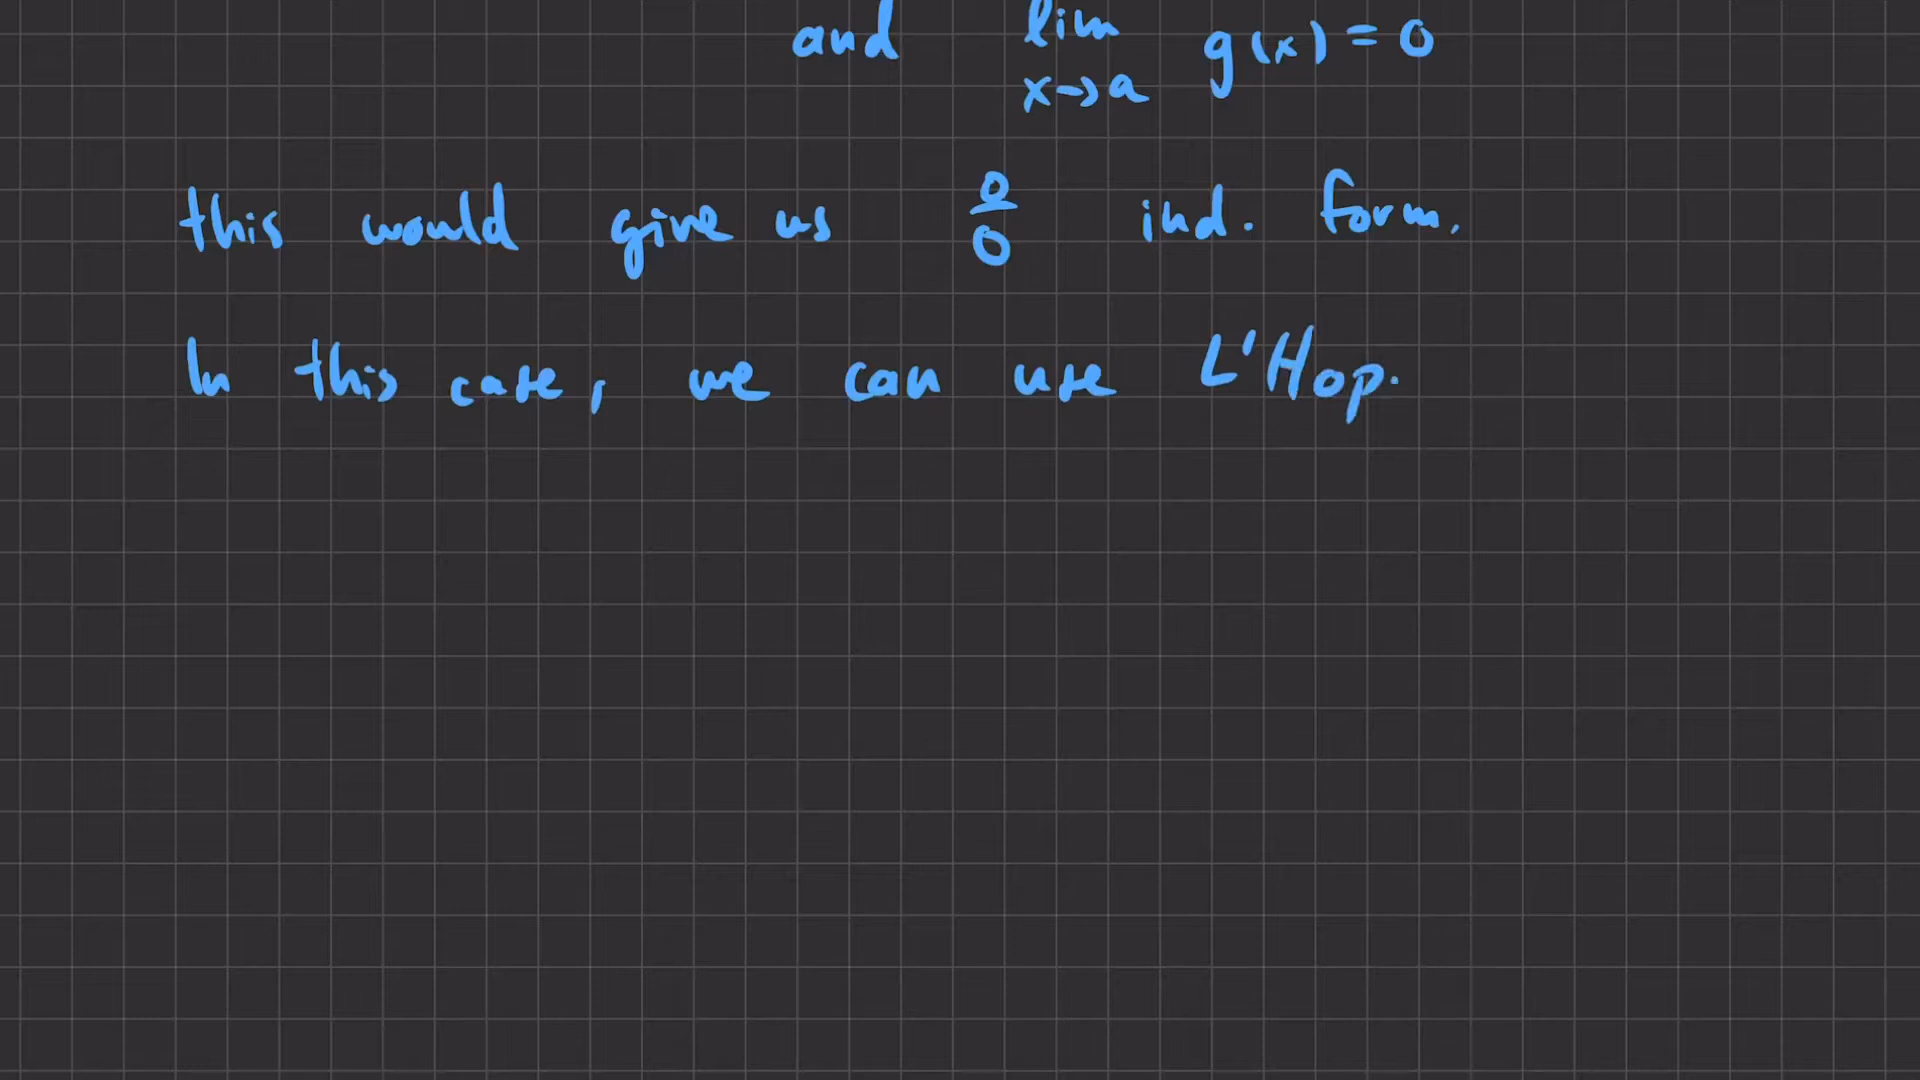 and lim g(x) = 0
x→a
this would give us 0/0 ind. form.
In this case, we can use L'Hop.